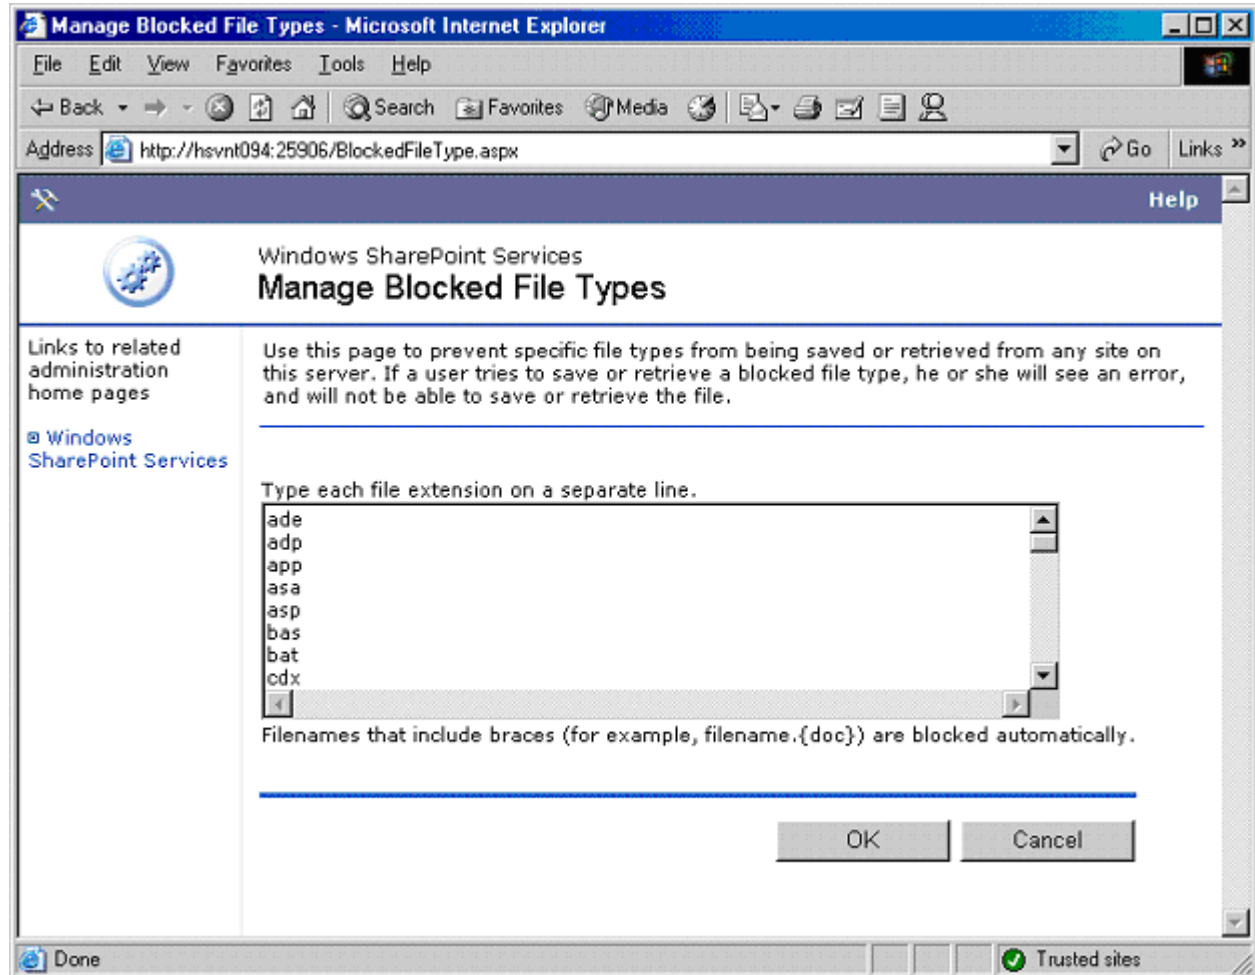 Manage Blocked File Types - Microsoft Internet Explorer
File Edit View Favorites Tools Help
Back Search Favorites Media
Address http://hsvnt094:25906/BlockedFileType.aspx Go Links »
Help
Windows SharePoint Services
Manage Blocked File Types
Links to related
administration
home pages
Windows
SharePoint Services
Use this page to prevent specific file types from being saved or retrieved from any site on
this server. If a user tries to save or retrieve a blocked file type, he or she will see an error,
and will not be able to save or retrieve the file.
Type each file extension on a separate line.
ade
adp
app
asa
asp
bas
bat
cdx
Filenames that include braces (for example, filename.{doc}) are blocked automatically.
OK Cancel
Done Trusted sites